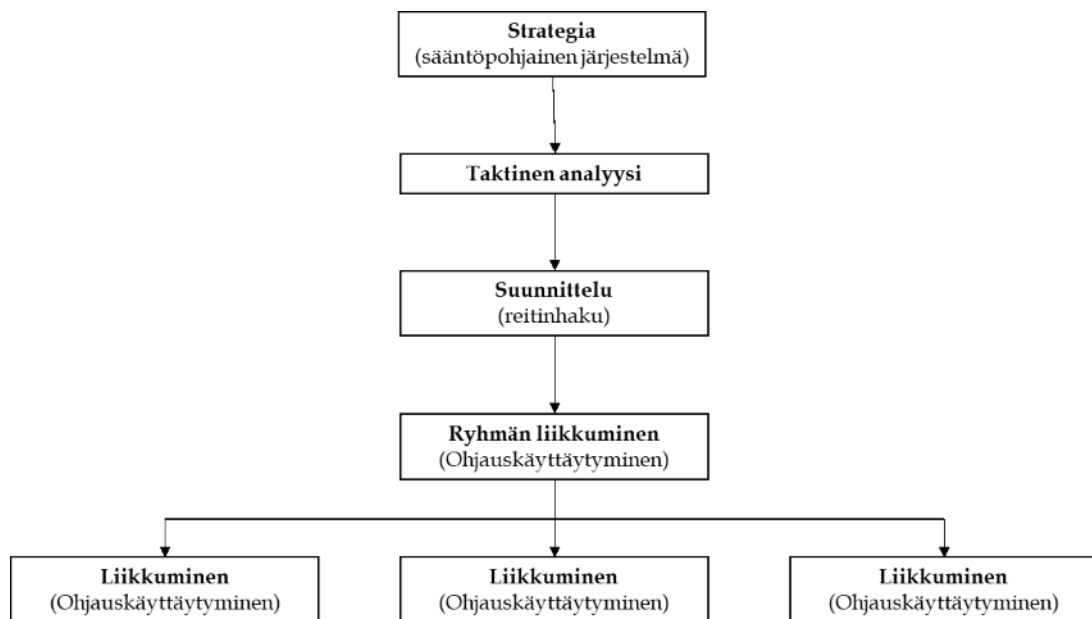 Strategia
(sääntöpohjainen järjestelmä)
Taktinen analyysi
Suunnittelu
(reitinhaku)
Ryhmän liikkuminen
(Ohjauskäyttäytyminen)
Liikkuminen
(Ohjauskäyttäytyminen)
Liikkuminen
(Ohjauskäyttäytyminen)
Liikkuminen
(Ohjauskäyttäytyminen)